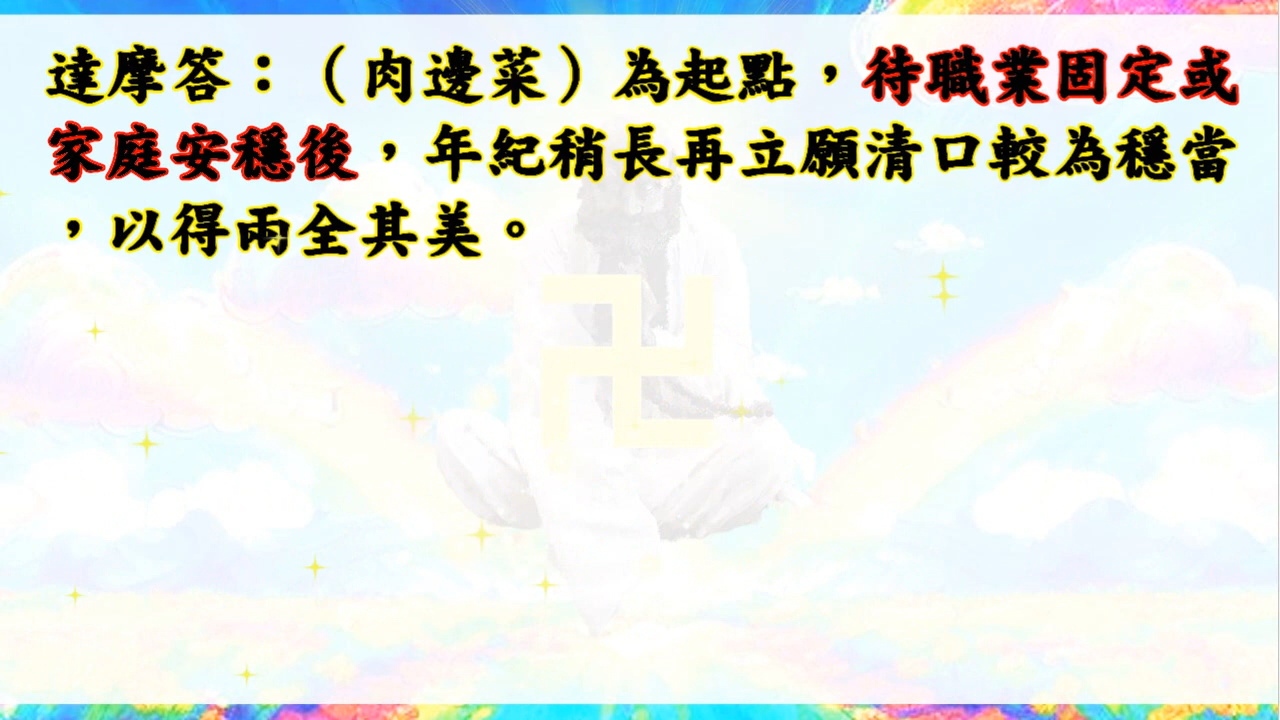 達摩答：（肉邊菜）為起點，待職業固定或
家庭安穩後，年紀稍長再立願清口較為穩當
，以得兩全其美。